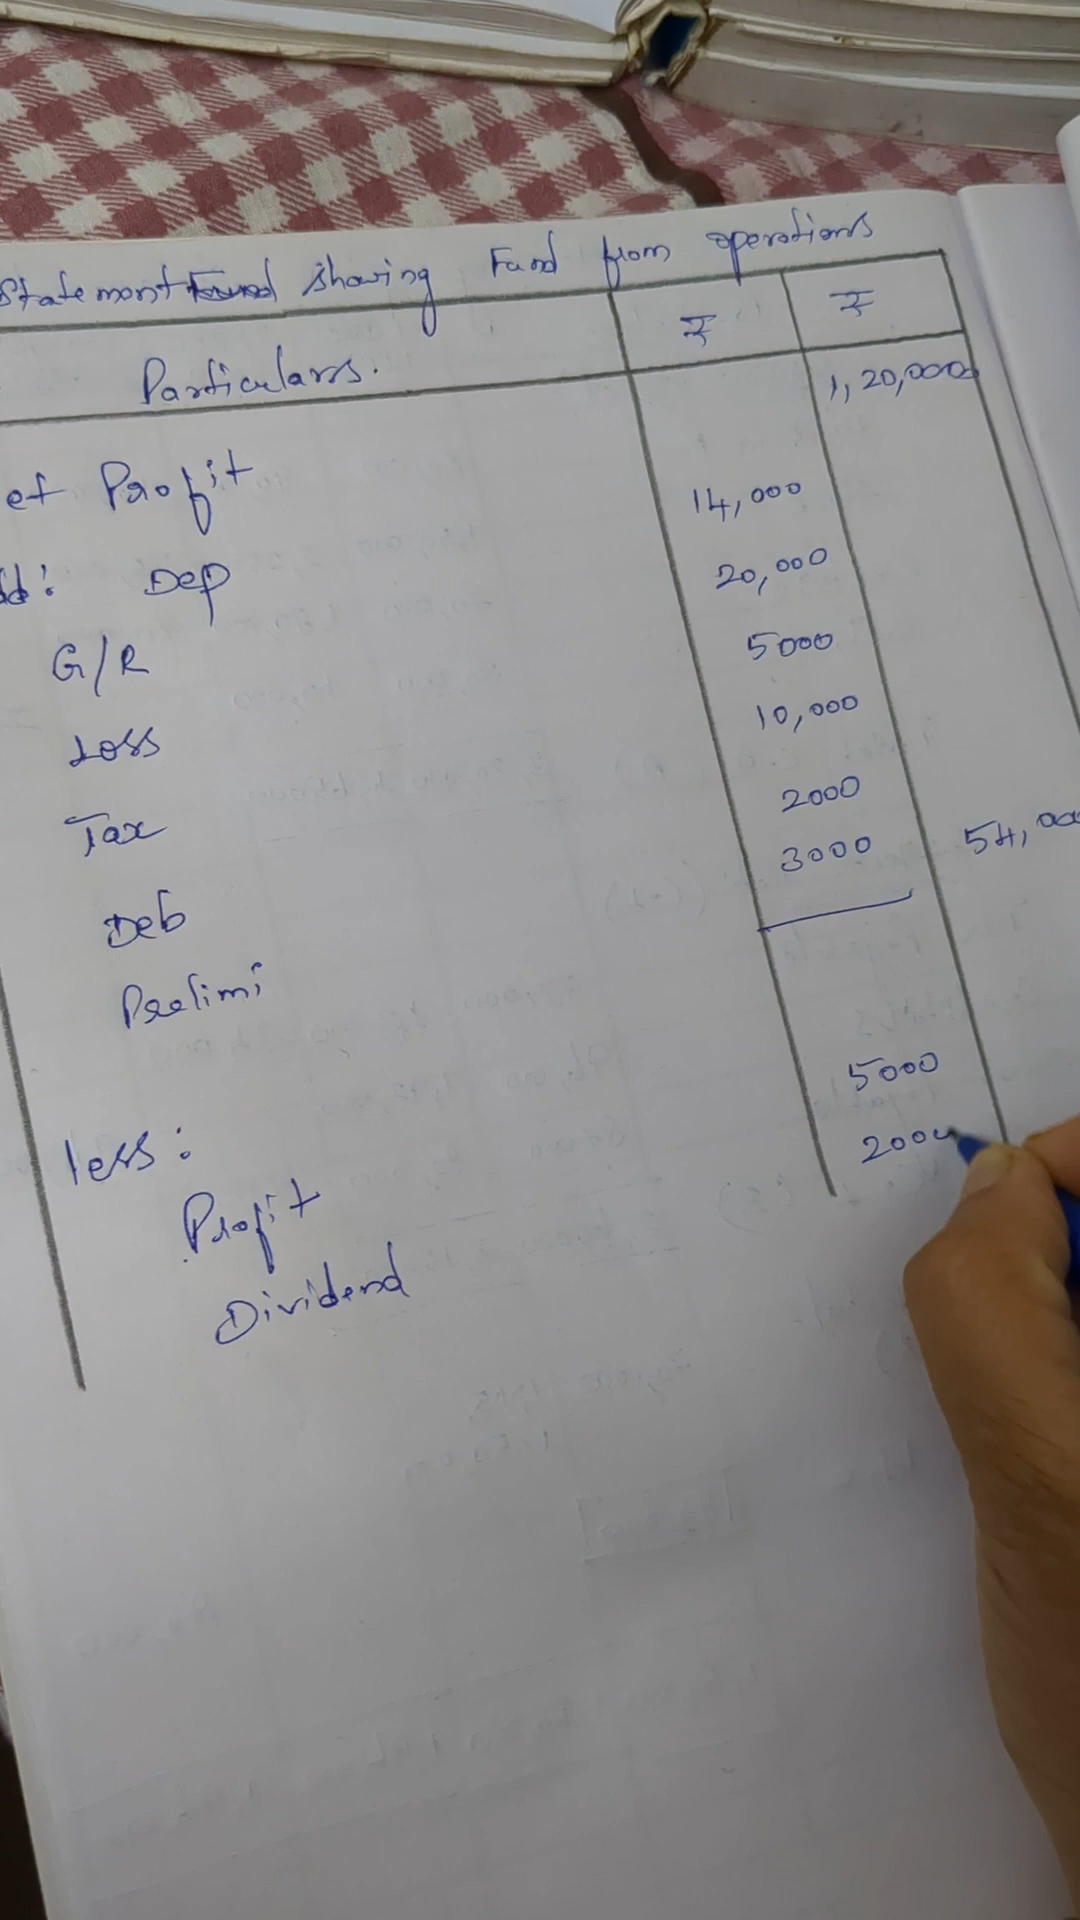 Statement showing Fund from operations
Particulars. ₹ ₹
et Profit 1,20,000
dd: Dep 14,000
G/R 20,000
Loss 5000
Tax 10,000
Deb 2000
Prelimi 3000 54,00
less:
Profit 5000
Dividend 2000